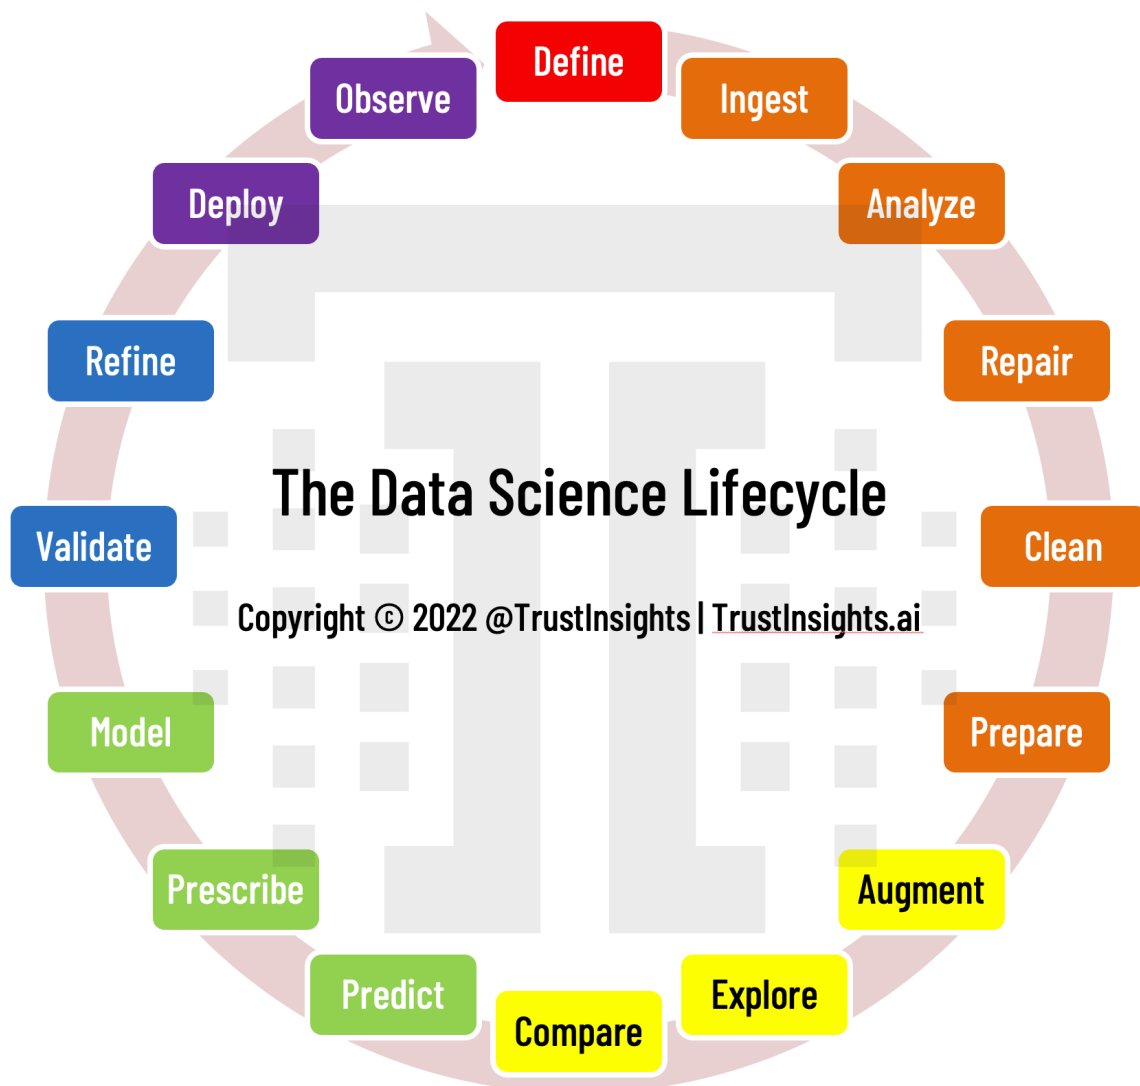 Define
Ingest
Analyze
Repair
Clean
Prepare
Augment
Explore
Compare
Predict
Prescribe
Model
Validate
Refine
Deploy
Observe
The Data Science Lifecycle
Copyright © 2022 @TrustInsights | TrustInsights.ai